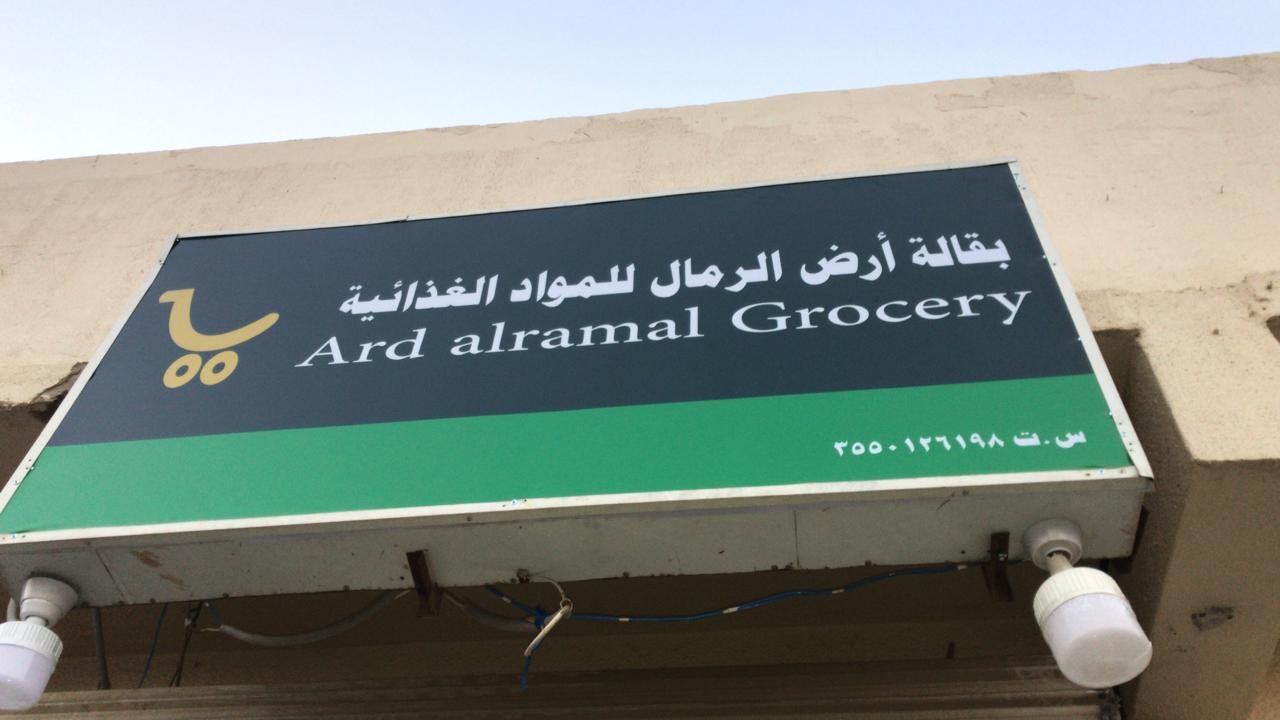 بقالة أرض الرمال للمواد الغذائية
Ard alramal Grocery
س.ت ٣٥٥٠١٢٦١٩٨